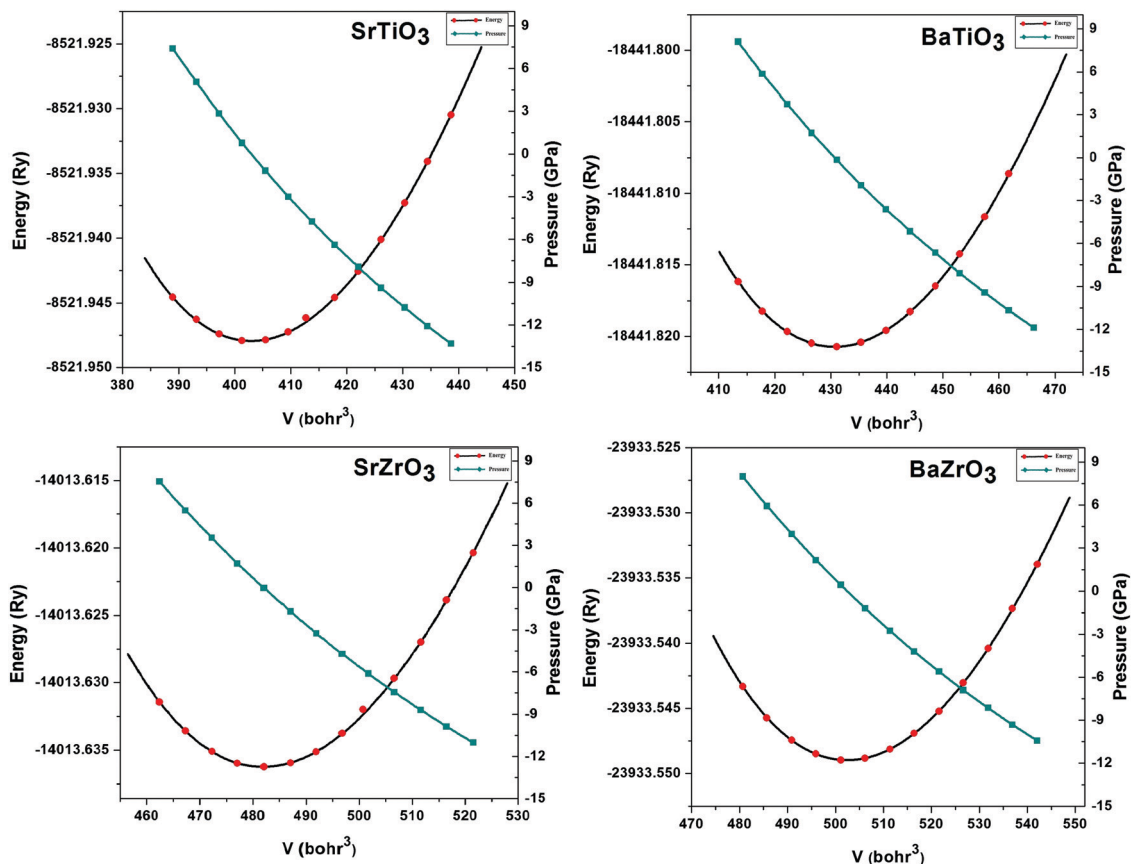 SrTiO3
Energy
Pressure
-8521.925
-8521.930
-8521.935
-8521.940
-8521.945
-8521.950
Energy (Ry)
9
6
3
0
-3
-6
-9
-12
-15
Pressure (GPa)
380 390 400 410 420 430 440 450
V (bohr3)
BaTiO3
Energy
Pressure
-18441.800
-18441.805
-18441.810
-18441.815
-18441.820
Energy (Ry)
9
6
3
0
-3
-6
-9
-12
-15
Pressure (GPa)
410 420 430 440 450 460 470
V (bohr3)
SrZrO3
Energy
Pressure
-14013.615
-14013.620
-14013.625
-14013.630
-14013.635
Energy (Ry)
9
6
3
0
-3
-6
-9
-12
-15
Pressure (GPa)
460 470 480 490 500 510 520 530
V (bohr3)
BaZrO3
Energy
Pressure
-23933.525
-23933.530
-23933.535
-23933.540
-23933.545
-23933.550
Energy (Ry)
9
6
3
0
-3
-6
-9
-12
-15
Pressure (GPa)
470 480 490 500 510 520 530 540 550
V (bohr3)